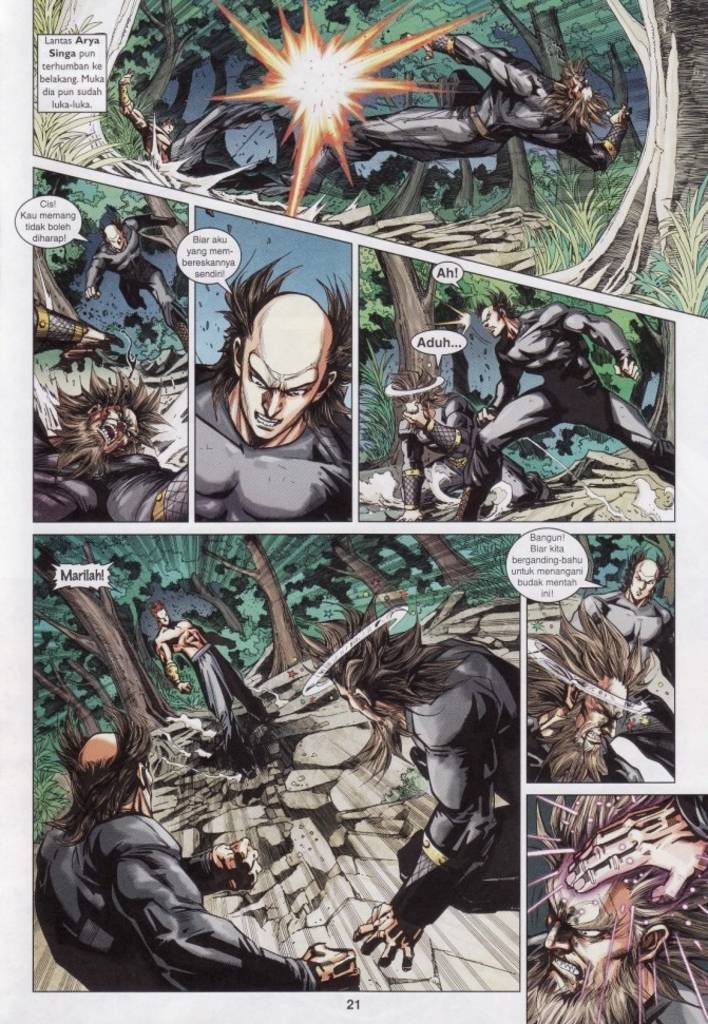 Lantas Arya
Singa pun
terhumban ke
belakang. Muka
dia pun sudah
luka-luka.
Cis!
Kau memang
tidak boleh
diharap!
Biar aku
yang mem-
bereskannya
sendiri!
Ah!
Aduh...
Marilah!
Bangun!
Biar kita
berganding-bahu
untuk menangani
budak mentah
ini!
21